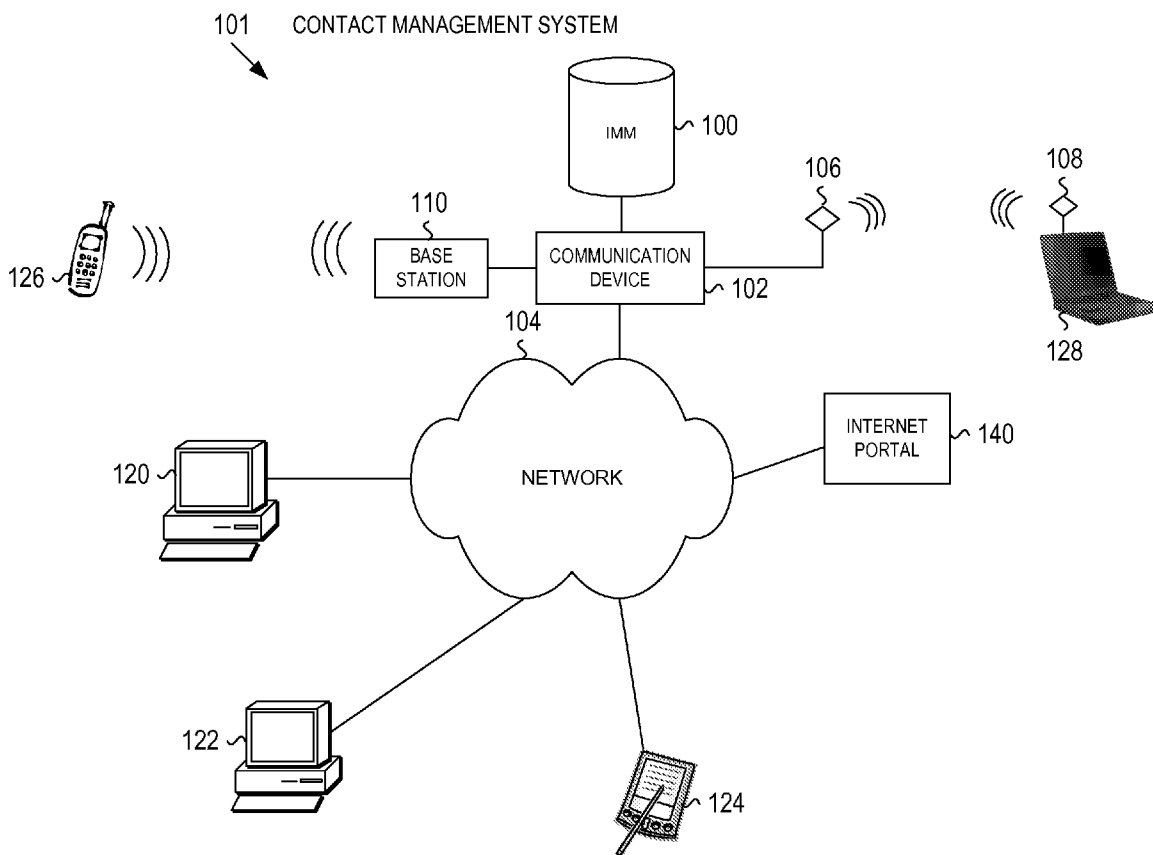 101 CONTACT MANAGEMENT SYSTEM
IMM
100
106
108
110
BASE
STATION
COMMUNICATION
DEVICE
102
126
128
104
INTERNET
PORTAL
140
120
NETWORK
122
124